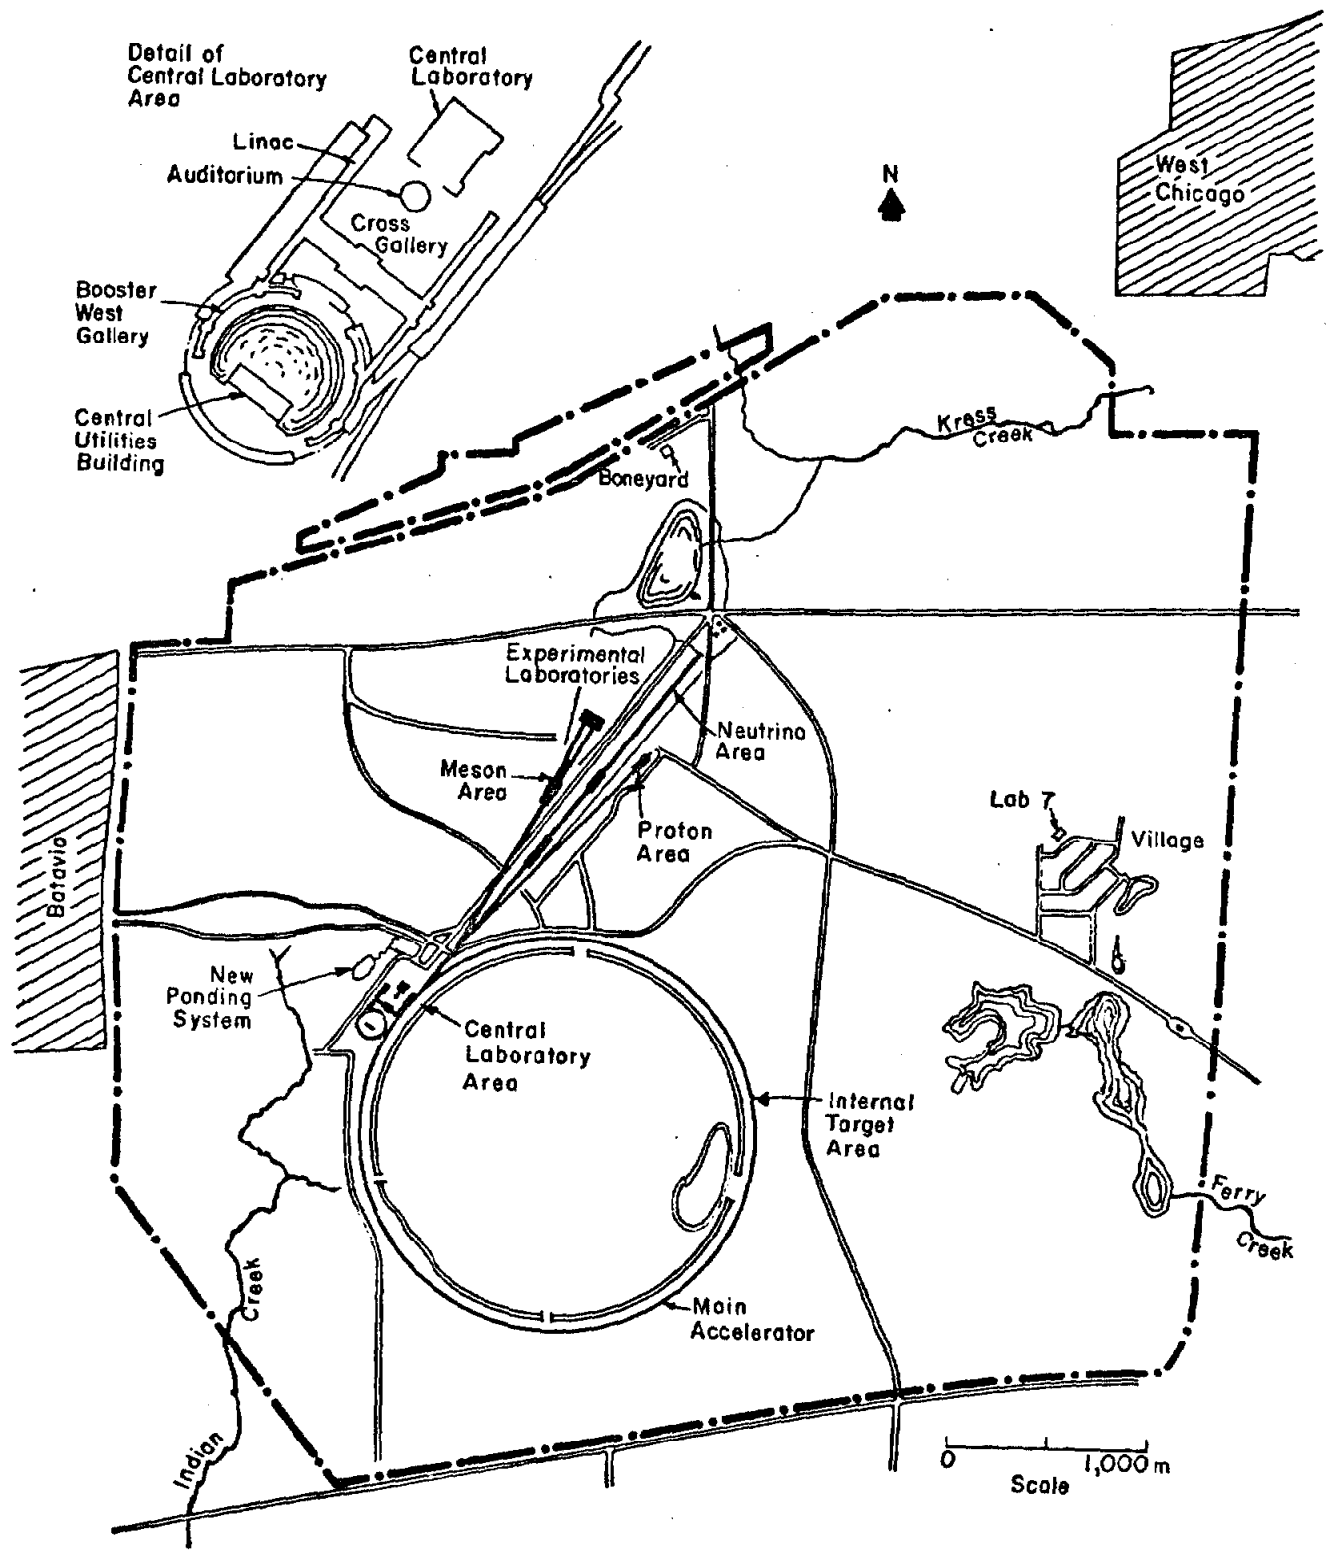 Detail of
Central Laboratory
Area
Central
Laboratory
Linac
Auditorium
Cross
Gallery
Booster
West
Gallery
Central
Utilities
Building
N
West
Chicago
Kress
Creek
Boneyard
Experimental
Laboratories
Neutrino
Area
Meson
Area
Proton
Area
Lab 7
Village
Batavia
New
Ponding
System
Central
Laboratory
Area
Internal
Target
Area
Ferry
Creek
Main
Accelerator
Indian
Creek
0 1,000 m
Scale